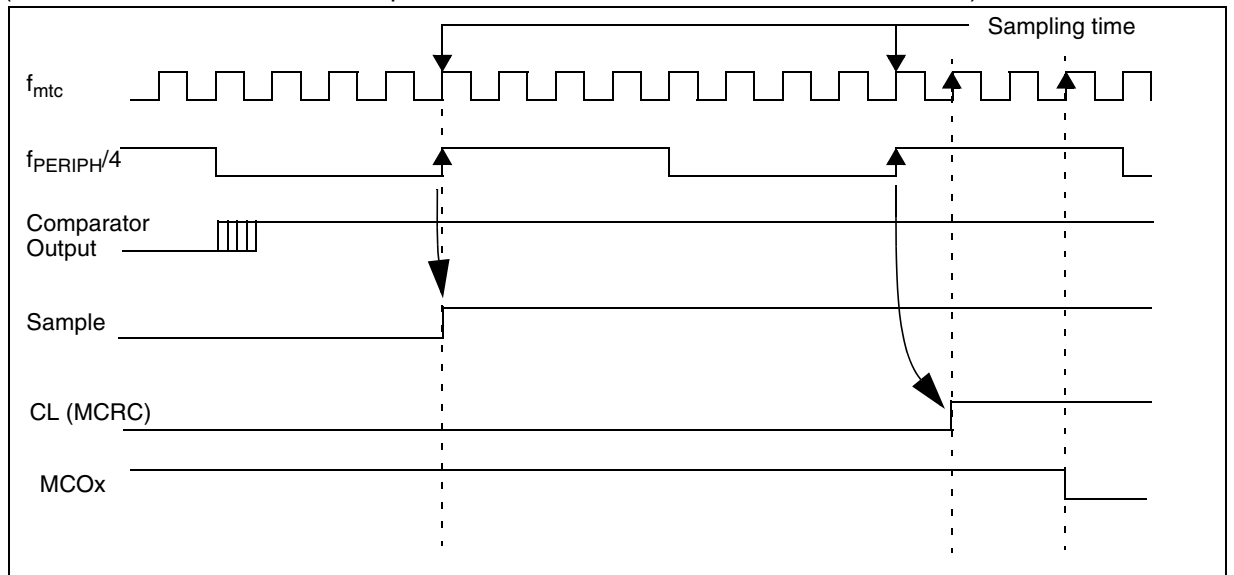 Sampling time
fmtc
fPERIPH/4
Comparator
Output
Sample
CL (MCRC)
MCOx